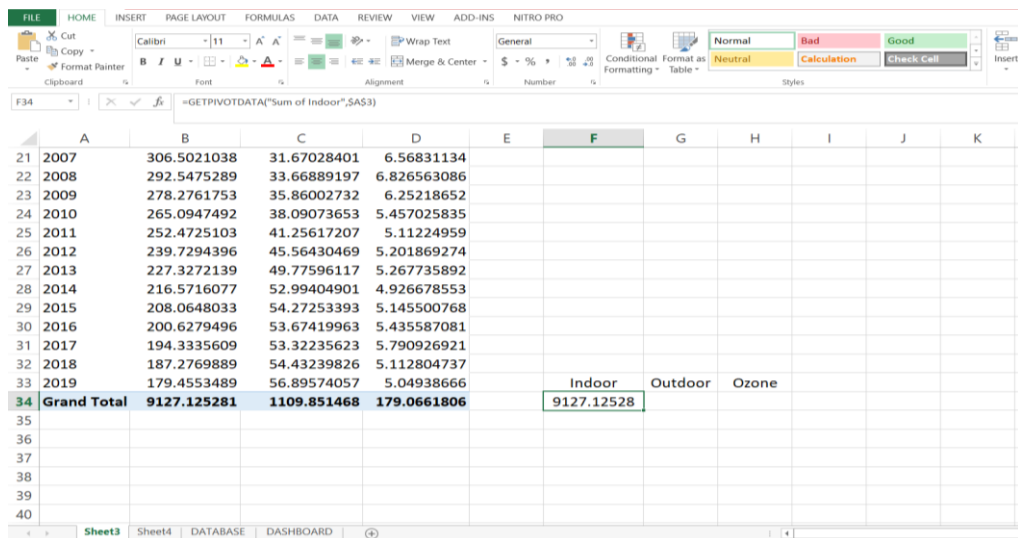 FILE HOME INSERT PAGE LAYOUT FORMULAS DATA REVIEW VIEW ADD-INS NITRO PRO
Cut
Copy
Format Painter
Paste
Clipboard
Calibri 11 A A
B I U A
Font
Wrap Text
Merge & Center
Alignment
General
$ % ,
Number
Conditional Formatting
Format as Table
Normal Bad Good
Neutral Calculation Check Cell
Styles
Insert
F34 fx =GETPIVOTDATA("Sum of Indoor",$A$3)
A B C D E F G H I J K
21 2007 306.5021038 31.67028401 6.56831134
22 2008 292.5475289 33.66889197 6.826563086
23 2009 278.2761753 35.86002732 6.25218652
24 2010 265.0947492 38.09073653 5.457025835
25 2011 252.4725103 41.25617207 5.11224959
26 2012 239.7294396 45.56430469 5.201869274
27 2013 227.3272139 49.77596117 5.267735892
28 2014 216.5716077 52.99404901 4.926678553
29 2015 208.0648033 54.27253393 5.145500768
30 2016 200.6279496 53.67419963 5.435587081
31 2017 194.3335609 53.32235623 5.790926921
32 2018 187.2769889 54.43239826 5.112804737
33 2019 179.4553489 56.89574057 5.04938666 Indoor Outdoor Ozone
34 Grand Total 9127.125281 1109.851468 179.0661806 9127.12528
35
36
37
38
39
40
Sheet3 Sheet4 DATABASE DASHBOARD